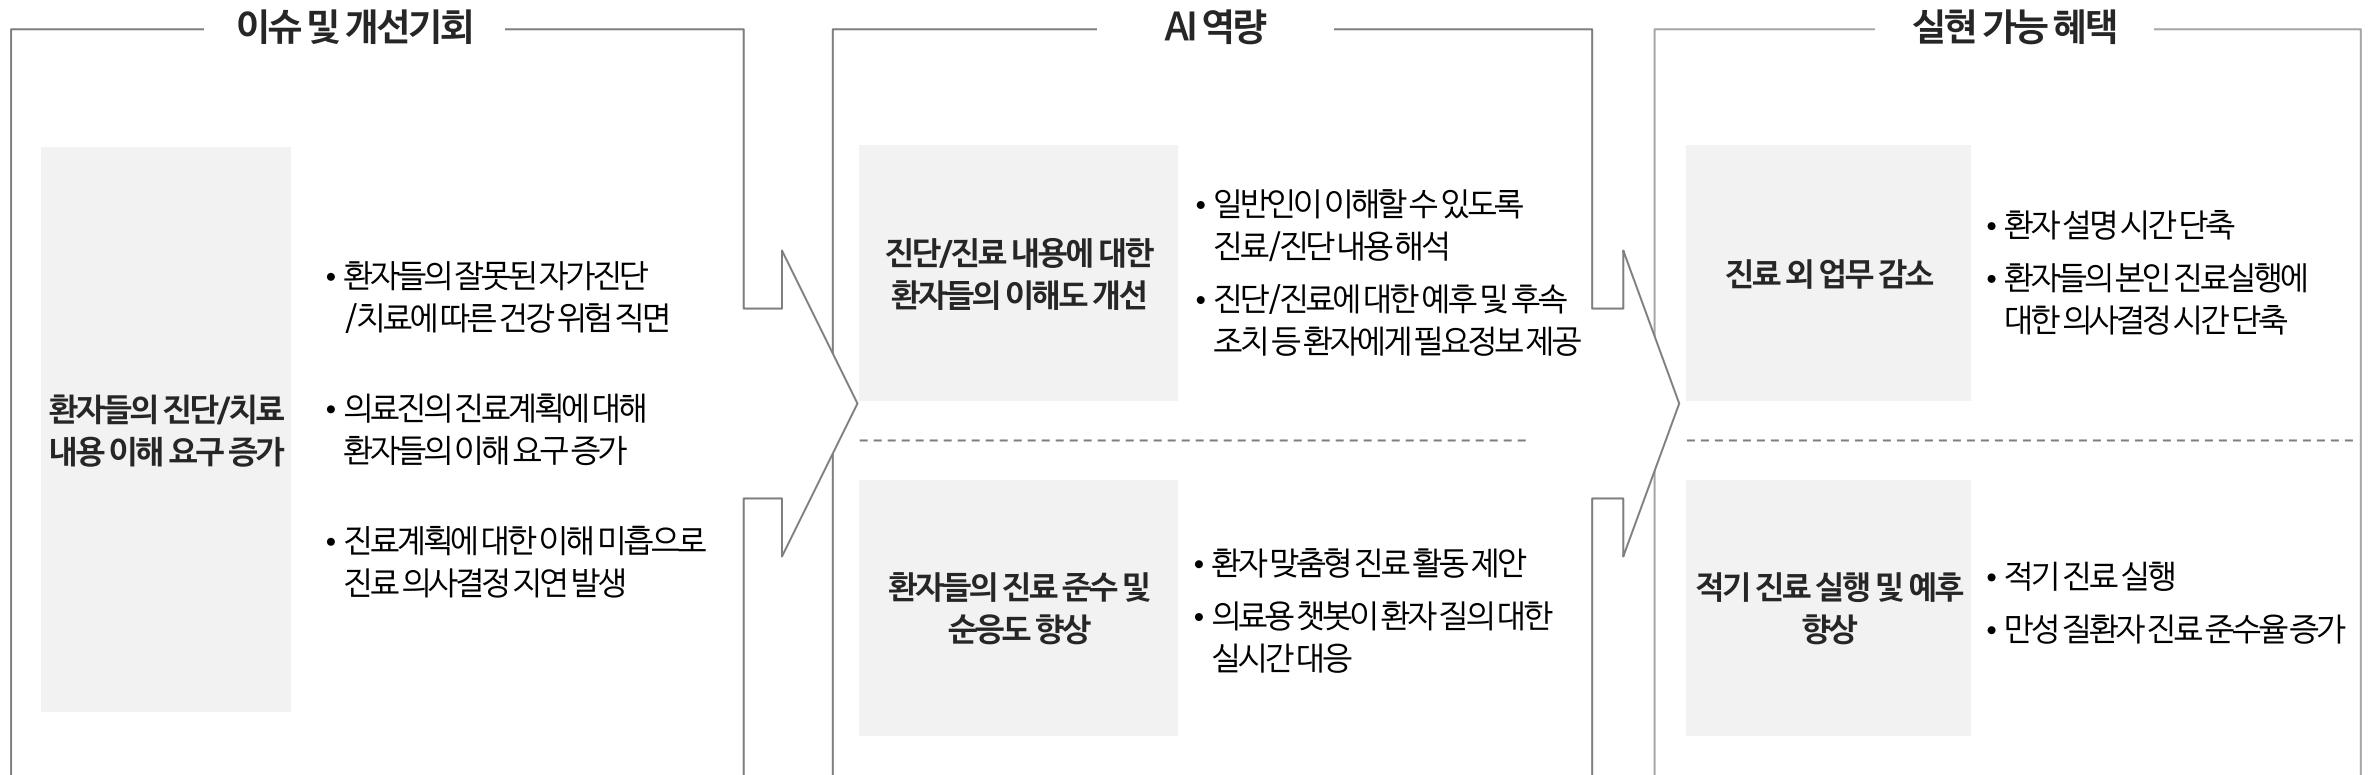 이슈 및 개선기회
환자들의 진단/치료
내용 이해 요구 증가
• 환자들의 잘못된 자가진단
/치료에 따른 건강 위험 직면
• 의료진의 진료계획에 대해
환자들의 이해 요구 증가
• 진료계획에 대한 이해 미흡으로
진료 의사결정 지연 발생
AI 역량
진단/진료 내용에 대한
환자들의 이해도 개선
• 일반인이 이해할 수 있도록
진료/진단 내용 해석
• 진단/진료에 대한 예후 및 후속
조치 등 환자에게 필요정보 제공
환자들의 진료 준수 및
순응도 향상
• 환자 맞춤형 진료 활동 제안
• 의료용 챗봇이 환자 질의 대한
실시간 대응
실현 가능 혜택
진료 외 업무 감소
• 환자 설명 시간 단축
• 환자들의 본인 진료실행에
대한 의사결정 시간 단축
적기 진료 실행 및 예후
향상
• 적기 진료 실행
• 만성 질환자 진료 준수율 증가